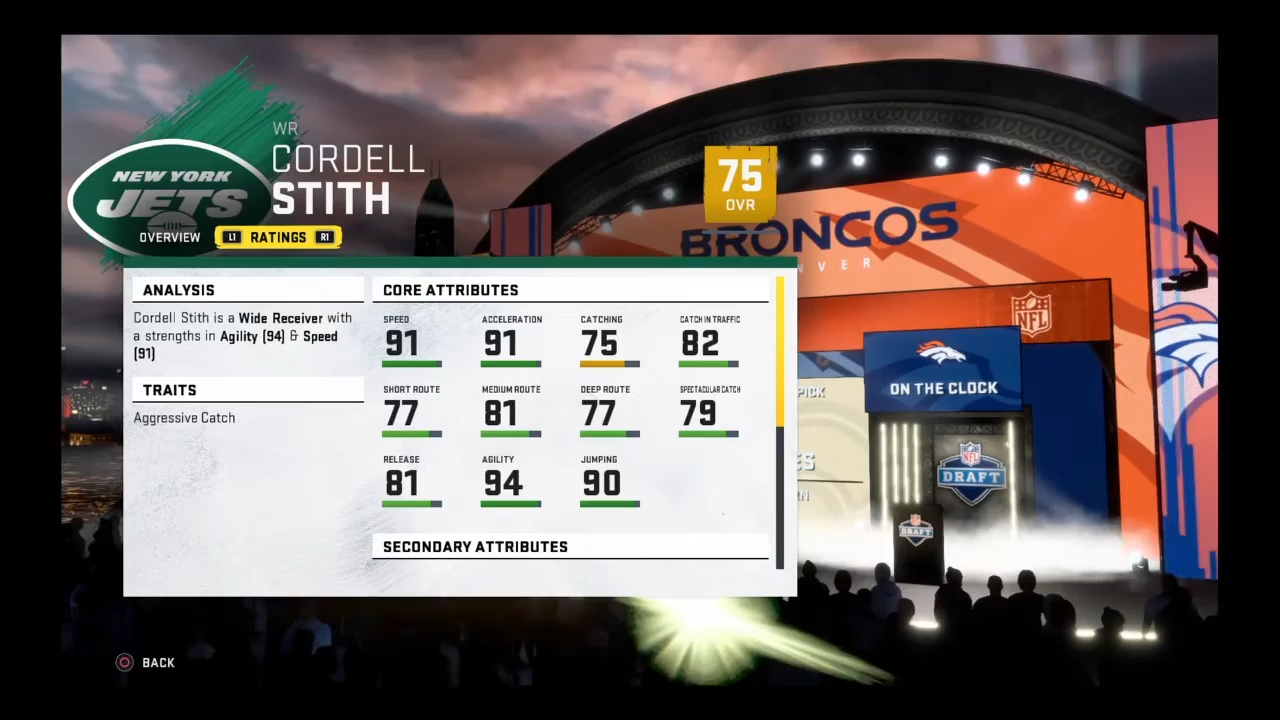 WR
CORDELL
STITH
NEW YORK
JETS
OVERVIEW L1 RATINGS R1
75
OVR
BRONCOS
ANALYSIS
Cordell Stith is a Wide Receiver with
a strengths in Agility (94) & Speed
(91)
TRAITS
Aggressive Catch
CORE ATTRIBUTES
SPEED ACCELERATION CATCHING CATCH IN TRAFFIC
91 91 75 82
SHORT ROUTE MEDIUM ROUTE DEEP ROUTE SPECTACULAR CATCH
77 81 77 79
RELEASE AGILITY JUMPING
81 94 90
SECONDARY ATTRIBUTES
NFL
ON THE CLOCK
PICK
NFL
DRAFT
DRAFT
BACK